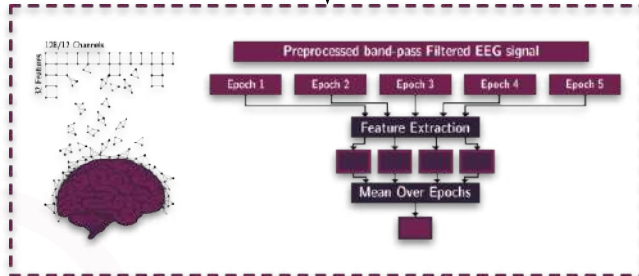 128/12 Channels
32 Features
Preprocessed band-pass Filtered EEG signal
Epoch 1
Epoch 2
Epoch 3
Epoch 4
Epoch 5
Feature Extraction
Mean Over Epochs